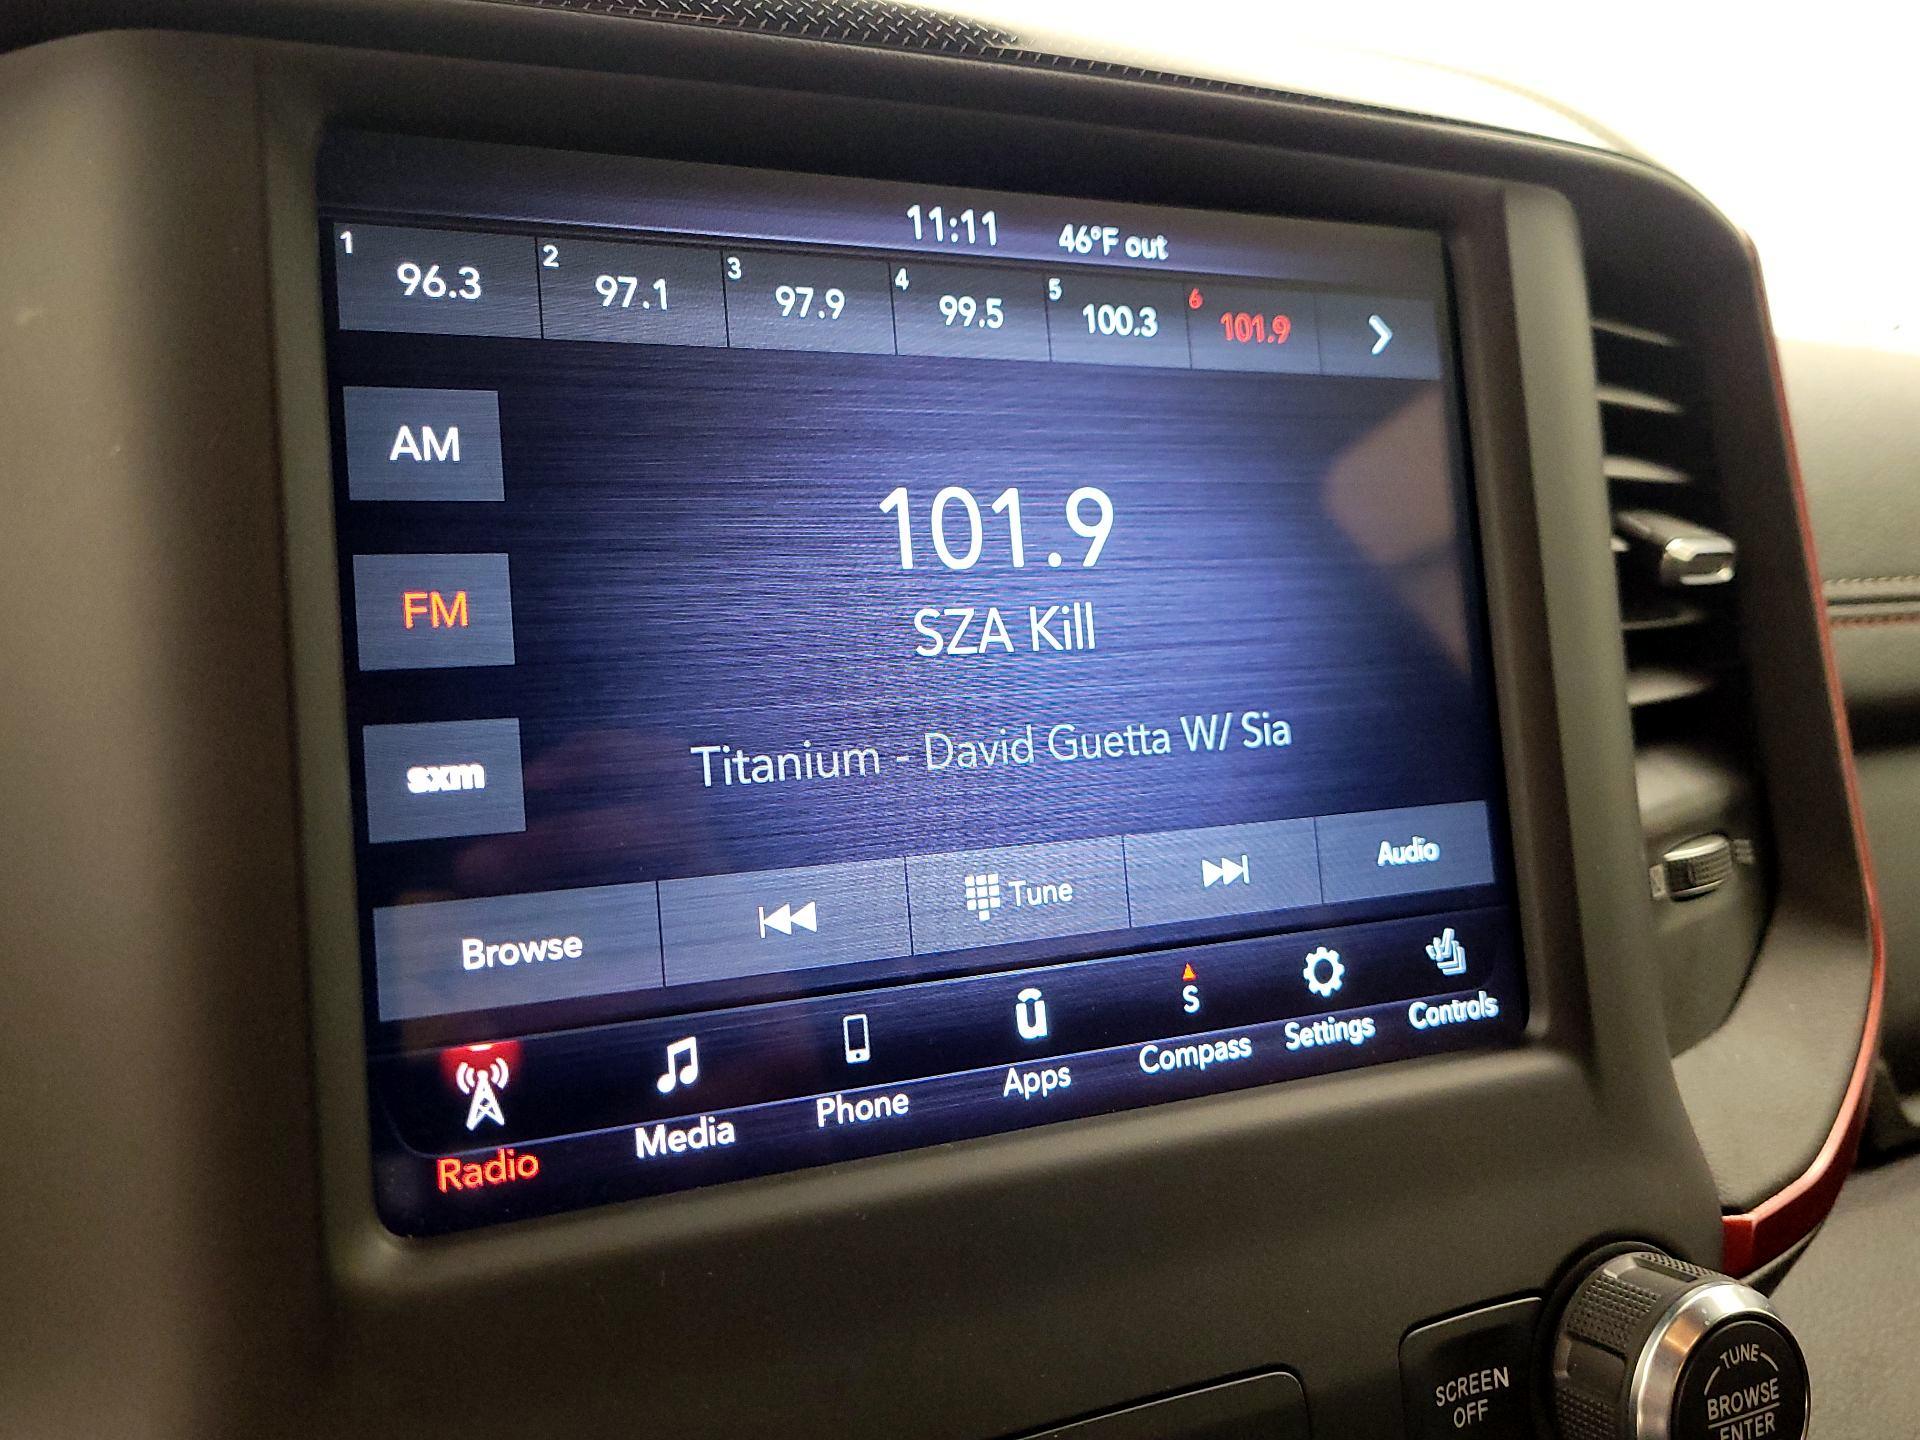 11:11 46°F out
1 96.3 2 97.1 3 97.9 4 99.5 5 100.3 6 101.9
AM
101.9
FM
SZA Kill
sxm
Titanium - David Guetta W/ Sia
Browse Tune Audio
S
Radio Media Phone Apps Compass Settings Controls
SCREEN
OFF
TUNE
BROWSE
ENTER